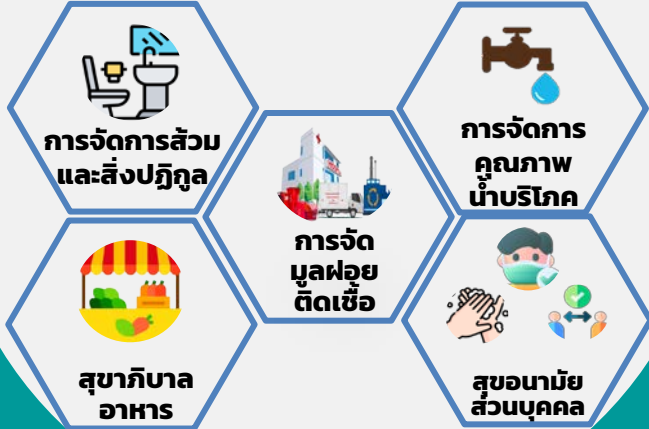 การจัดการส้วม
และสิ่งปฏิกูล
การจัดการ
คุณภาพ
น้ำบริโภค
การจัด
มูลฝอย
ติดเชื้อ
สุขาภิบาล
อาหาร
สุขอนามัย
ส่วนบุคคล